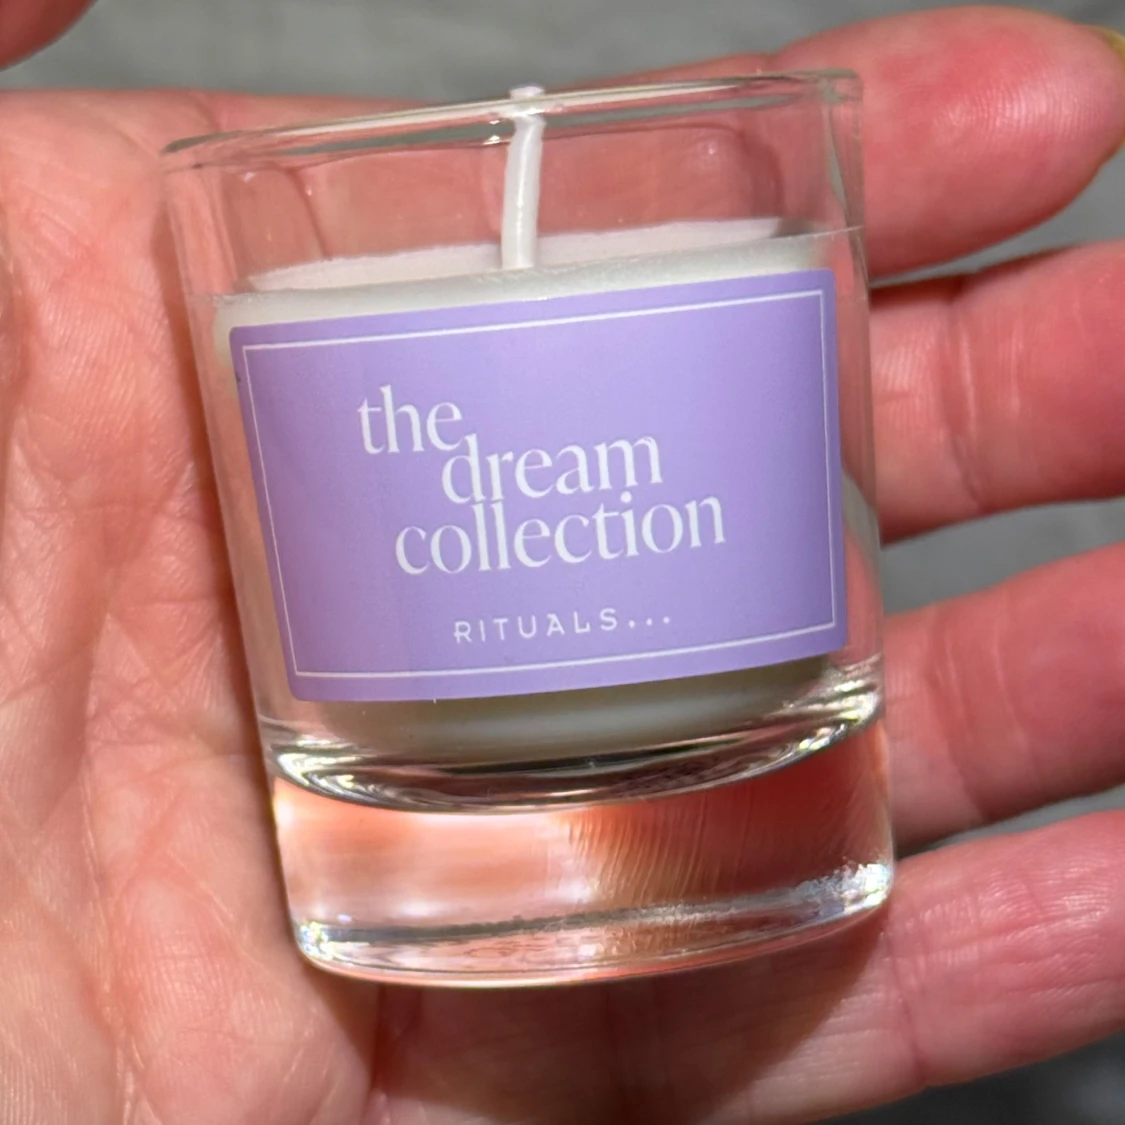 the
dream
collection
RITUALS...